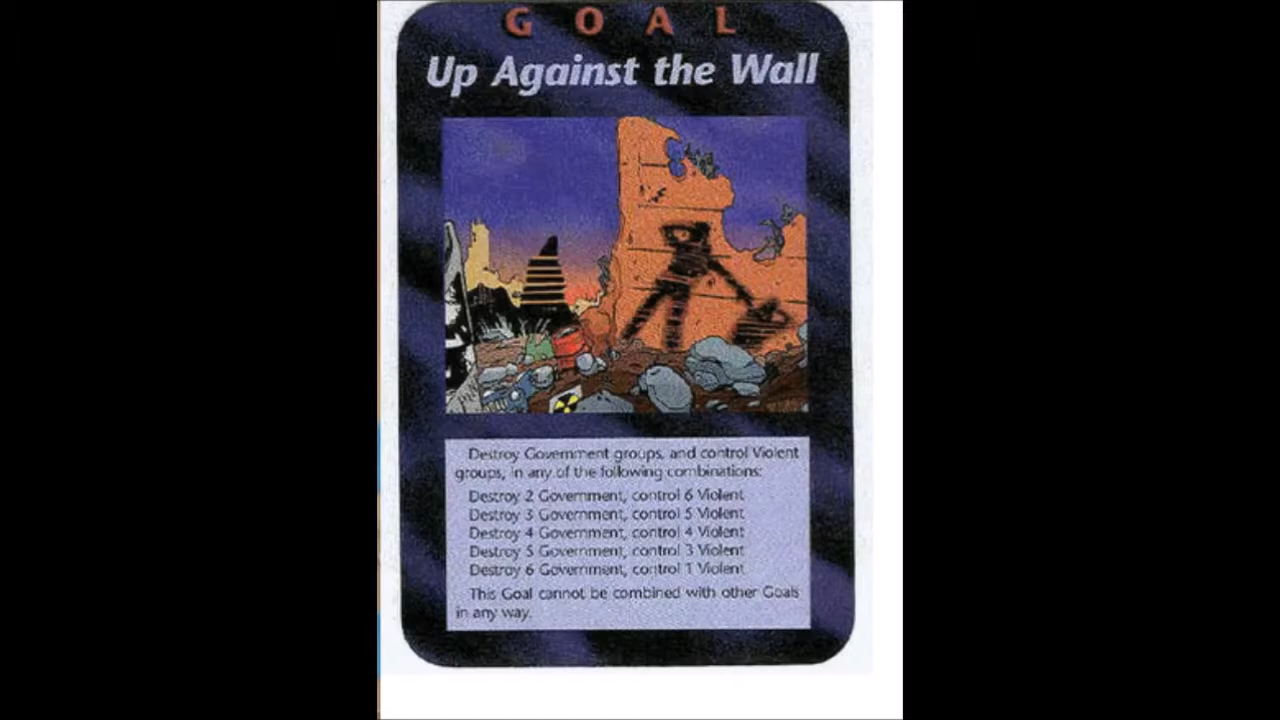 GOAL
Up Against the Wall
Destroy Government groups, and control Violent
groups, in any of the following combinations:
Destroy 2 Government, control 6 Violent
Destroy 3 Government, control 5 Violent
Destroy 4 Government, control 4 Violent
Destroy 5 Government, control 3 Violent
Destroy 6 Government, control 1 Violent
This Goal cannot be combined with other Goals
in any way.